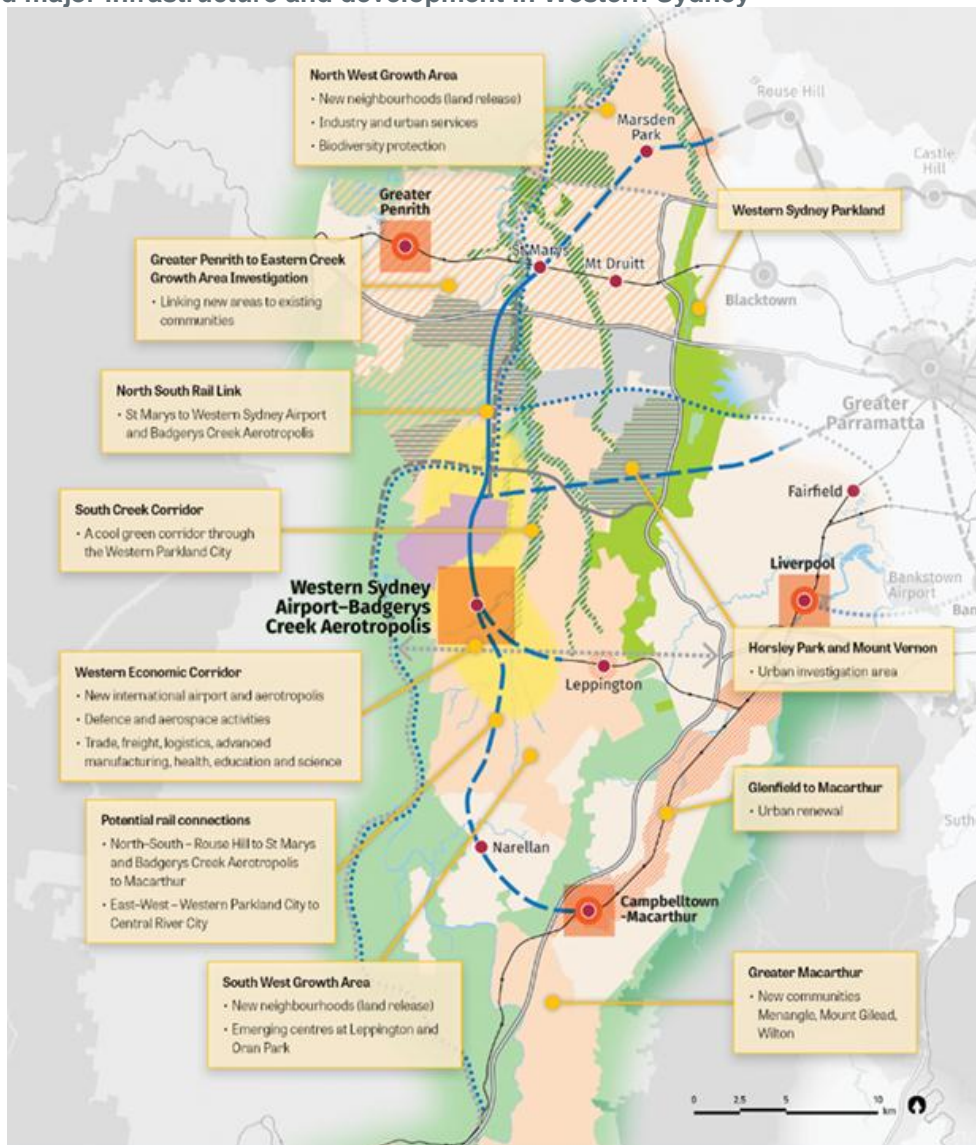 d major infrastructure and development in Western Sydney
North West Growth Area
• New neighbourhoods (land release)
• Industry and urban services
• Biodiversity protection
Rouse Hill
Marsden
Park
Castle
Hill
Greater
Penrith
Western Sydney Parkland
St Marys
Mt Druitt
Greater Penrith to Eastern Creek
Growth Area Investigation
• Linking new areas to existing
communities
Blacktown
North South Rail Link
• St Marys to Western Sydney Airport
and Badgerys Creek Aerotropolis
Greater
Parramatta
Fairfield
South Creek Corridor
• A cool green corridor through
the Western Parkland City
Liverpool
Bankstown
Airport
Ban
Western Sydney
Airport–Badgerys
Creek Aerotropolis
Horsley Park and Mount Vernon
• Urban investigation area
Leppington
Western Economic Corridor
• New international airport and aerotropolis
• Defence and aerospace activities
• Trade, freight, logistics, advanced
manufacturing, health, education and science
Glenfield to Macarthur
• Urban renewal
Suth
Potential rail connections
• North–South – Rouse Hill to St Marys
and Badgerys Creek Aerotropolis
to Macarthur
• East–West – Western Parkland City to
Central River City
Narellan
Campbelltown
-Macarthur
South West Growth Area
• New neighbourhoods (land release)
• Emerging centres at Leppington and
Oran Park
Greater Macarthur
• New communities
Menangle, Mount Gilead,
Wilton
0 2.5 5 10
km